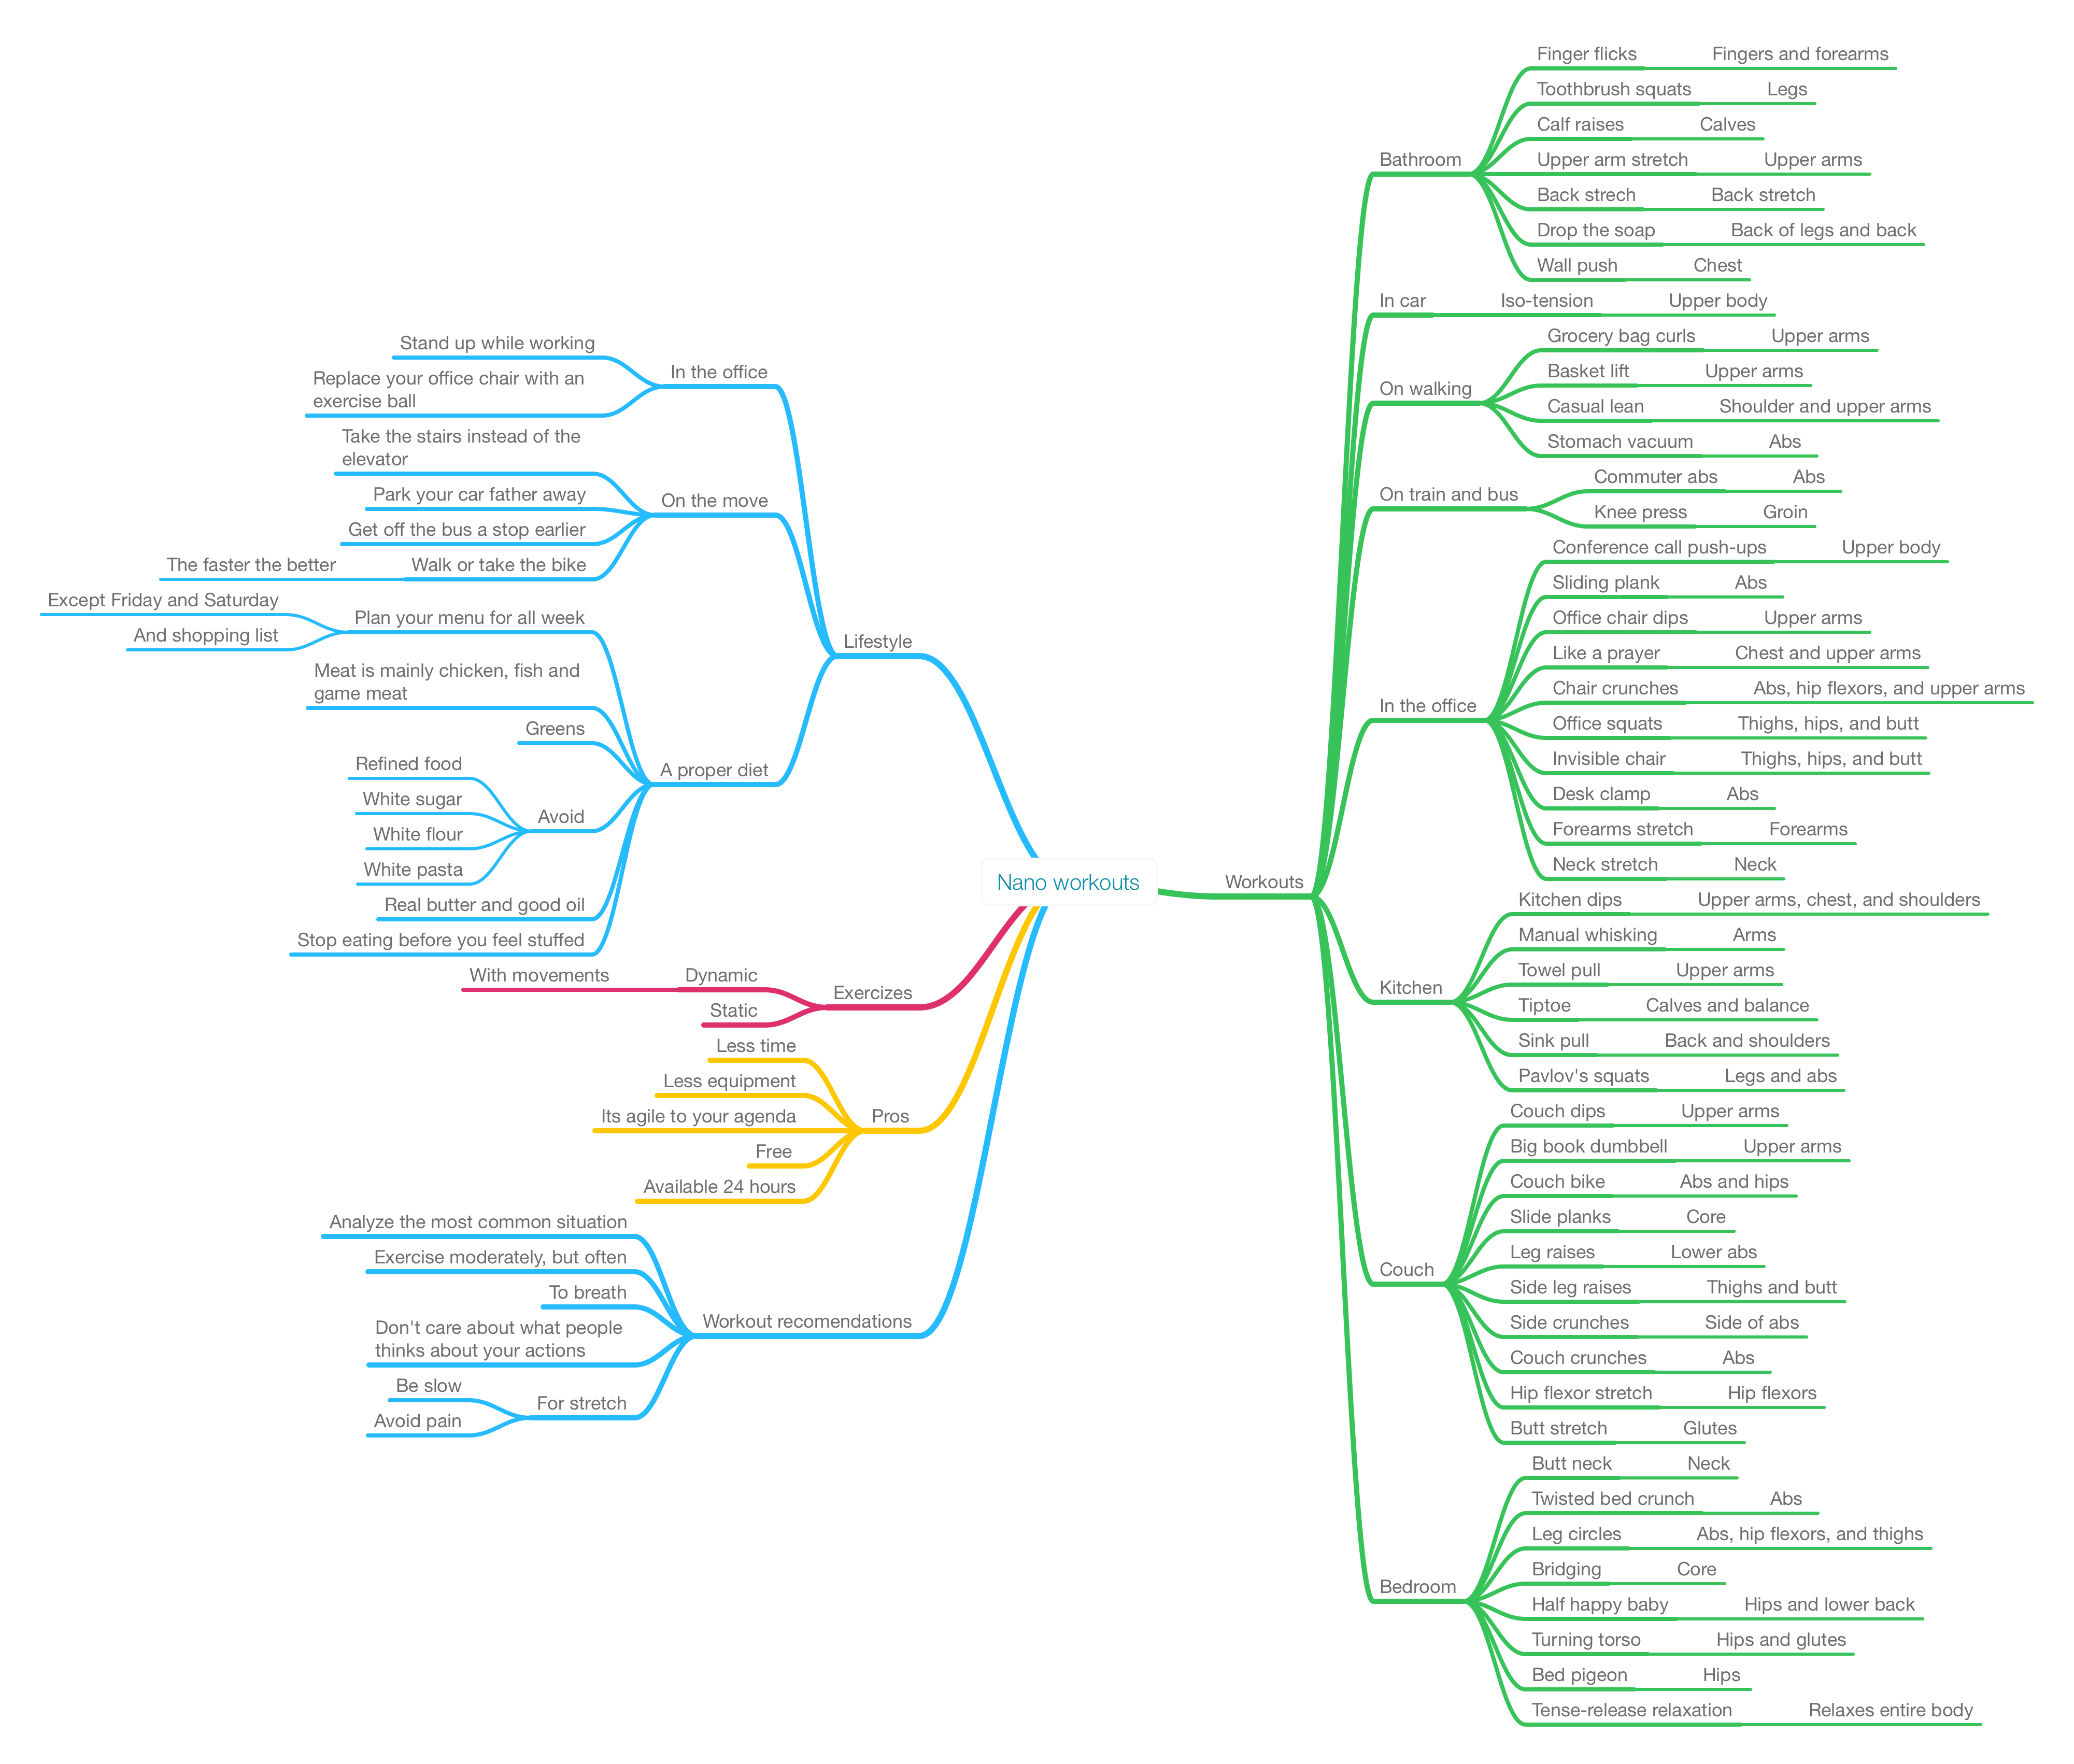 Nano workouts
Lifestyle
In the office
Stand up while working
Replace your office chair with an
exercise ball
On the move
Take the stairs instead of the
elevator
Park your car father away
Get off the bus a stop earlier
Walk or take the bike
The faster the better
A proper diet
Plan your menu for all week
Except Friday and Saturday
And shopping list
Meat is mainly chicken, fish and
game meat
Greens
Avoid
Refined food
White sugar
White flour
White pasta
Real butter and good oil
Stop eating before you feel stuffed
Exercizes
Dynamic
With movements
Static
Pros
Less time
Less equipment
Its agile to your agenda
Free
Available 24 hours
Workout recomendations
Analyze the most common situation
Exercise moderately, but often
To breath
Don't care about what people
thinks about your actions
For stretch
Be slow
Avoid pain
Workouts
Bathroom
Finger flicks
Fingers and forearms
Toothbrush squats
Legs
Calf raises
Calves
Upper arm stretch
Upper arms
Back strech
Back stretch
Drop the soap
Back of legs and back
Wall push
Chest
In car
Iso-tension
Upper body
On walking
Grocery bag curls
Upper arms
Basket lift
Upper arms
Casual lean
Shoulder and upper arms
Stomach vacuum
Abs
On train and bus
Commuter abs
Abs
Knee press
Groin
In the office
Conference call push-ups
Upper body
Sliding plank
Abs
Office chair dips
Upper arms
Like a prayer
Chest and upper arms
Chair crunches
Abs, hip flexors, and upper arms
Office squats
Thighs, hips, and butt
Invisible chair
Thighs, hips, and butt
Desk clamp
Abs
Forearms stretch
Forearms
Neck stretch
Neck
Kitchen
Kitchen dips
Upper arms, chest, and shoulders
Manual whisking
Arms
Towel pull
Upper arms
Tiptoe
Calves and balance
Sink pull
Back and shoulders
Pavlov's squats
Legs and abs
Couch
Couch dips
Upper arms
Big book dumbbell
Upper arms
Couch bike
Abs and hips
Slide planks
Core
Leg raises
Lower abs
Side leg raises
Thighs and butt
Side crunches
Side of abs
Couch crunches
Abs
Hip flexor stretch
Hip flexors
Butt stretch
Glutes
Bedroom
Butt neck
Neck
Twisted bed crunch
Abs
Leg circles
Abs, hip flexors, and thighs
Bridging
Core
Half happy baby
Hips and lower back
Turning torso
Hips and glutes
Bed pigeon
Hips
Tense-release relaxation
Relaxes entire body